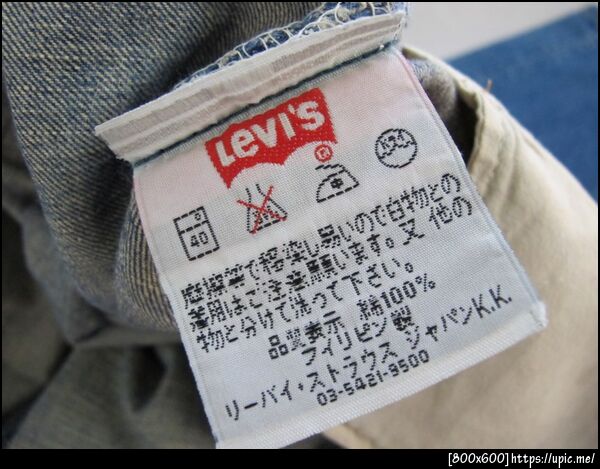 LEVI'S
®
40
摩擦等で移染し易いので白物との
着用はご注意願います。又 他の
物と分けて洗って下さい。
品質表示 綿100%
フィリピン製
リーバイ・ストラウス ジャパンK.K.
03-5421-9500
[800x600]https://upic.me/